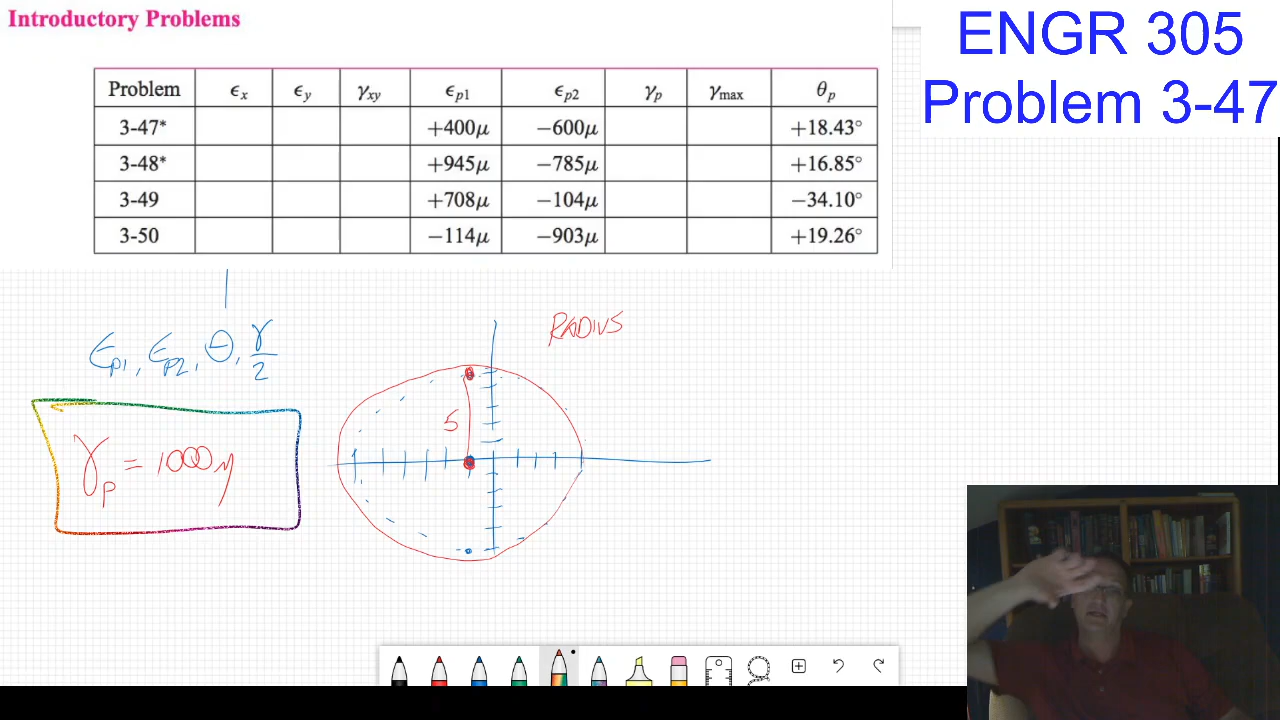 Introductory Problems
ENGR 305
Problem 3-47
Problem ϵx ϵy γxy ϵp1 ϵp2 γp γmax θp
3-47* +400μ −600μ +18.43°
3-48* +945μ −785μ +16.85°
3-49 +708μ −104μ −34.10°
3-50 −114μ −903μ +19.26°
RADIUS
ϵp1, ϵp2, θ, γ/2
5
γp = 1000μ